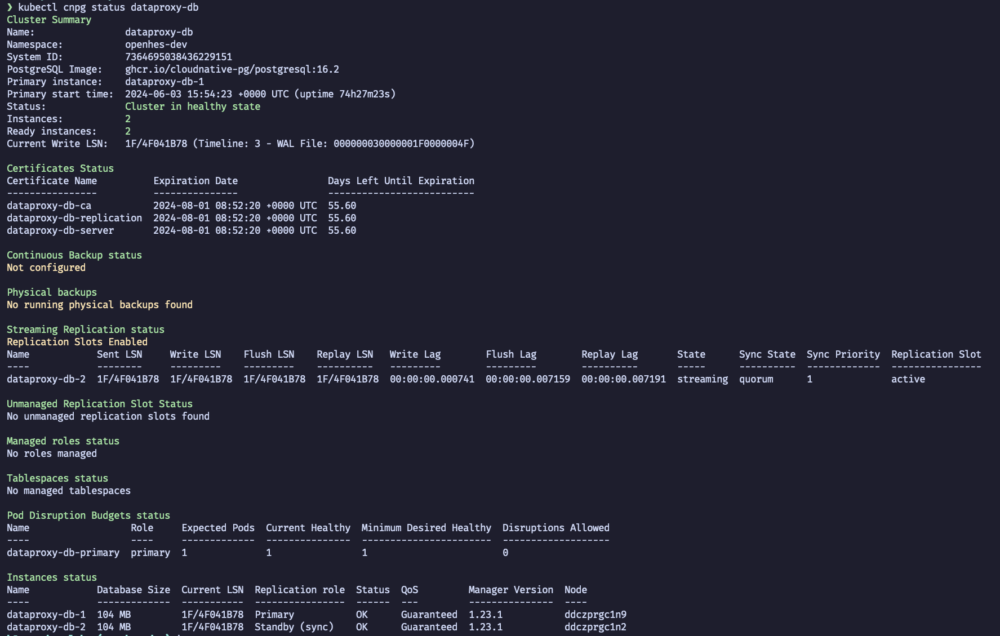 ❯ kubectl cnpg status dataproxy-db
Cluster Summary
Name:                dataproxy-db
Namespace:           openhes-dev
System ID:           7364695038436229151
PostgreSQL Image:    ghcr.io/cloudnative-pg/postgresql:16.2
Primary instance:    dataproxy-db-1
Primary start time:  2024-06-03 15:54:23 +0000 UTC (uptime 74h27m23s)
Status:              Cluster in healthy state
Instances:           2
Ready instances:     2
Current Write LSN:   1F/4F041B78 (Timeline: 3 - WAL File: 000000030000001F0000004F)

Certificates Status
Certificate Name          Expiration Date                Days Left Until Expiration
----------------          ---------------                --------------------------
dataproxy-db-ca           2024-08-01 08:52:20 +0000 UTC  55.60
dataproxy-db-replication  2024-08-01 08:52:20 +0000 UTC  55.60
dataproxy-db-server       2024-08-01 08:52:20 +0000 UTC  55.60

Continuous Backup status
Not configured

Physical backups
No running physical backups found

Streaming Replication status
Replication Slots Enabled
Name            Sent LSN     Write LSN    Flush LSN    Replay LSN   Write Lag        Flush Lag        Replay Lag       State      Sync State  Sync Priority  Replication Slot
----            --------     ---------    ---------    ----------   ---------        ---------        ----------       -----      ----------  -------------  ----------------
dataproxy-db-2  1F/4F041B78  1F/4F041B78  1F/4F041B78  1F/4F041B78  00:00:00.000741  00:00:00.007159  00:00:00.007191  streaming  quorum      1              active

Unmanaged Replication Slot Status
No unmanaged replication slots found

Managed roles status
No roles managed

Tablespaces status
No managed tablespaces

Pod Disruption Budgets status
Name                  Role     Expected Pods  Current Healthy  Minimum Desired Healthy  Disruptions Allowed
----                  ----     -------------  ---------------  -----------------------  -------------------
dataproxy-db-primary  primary  1              1                1                        0

Instances status
Name            Database Size  Current LSN  Replication role  Status  QoS         Manager Version  Node
----            -------------  -----------  ----------------  ------  ---         ---------------  ----
dataproxy-db-1  104 MB         1F/4F041B78  Primary           OK      Guaranteed  1.23.1           ddczprgc1n9
dataproxy-db-2  104 MB         1F/4F041B78  Standby (sync)    OK      Guaranteed  1.23.1           ddczprgc1n2